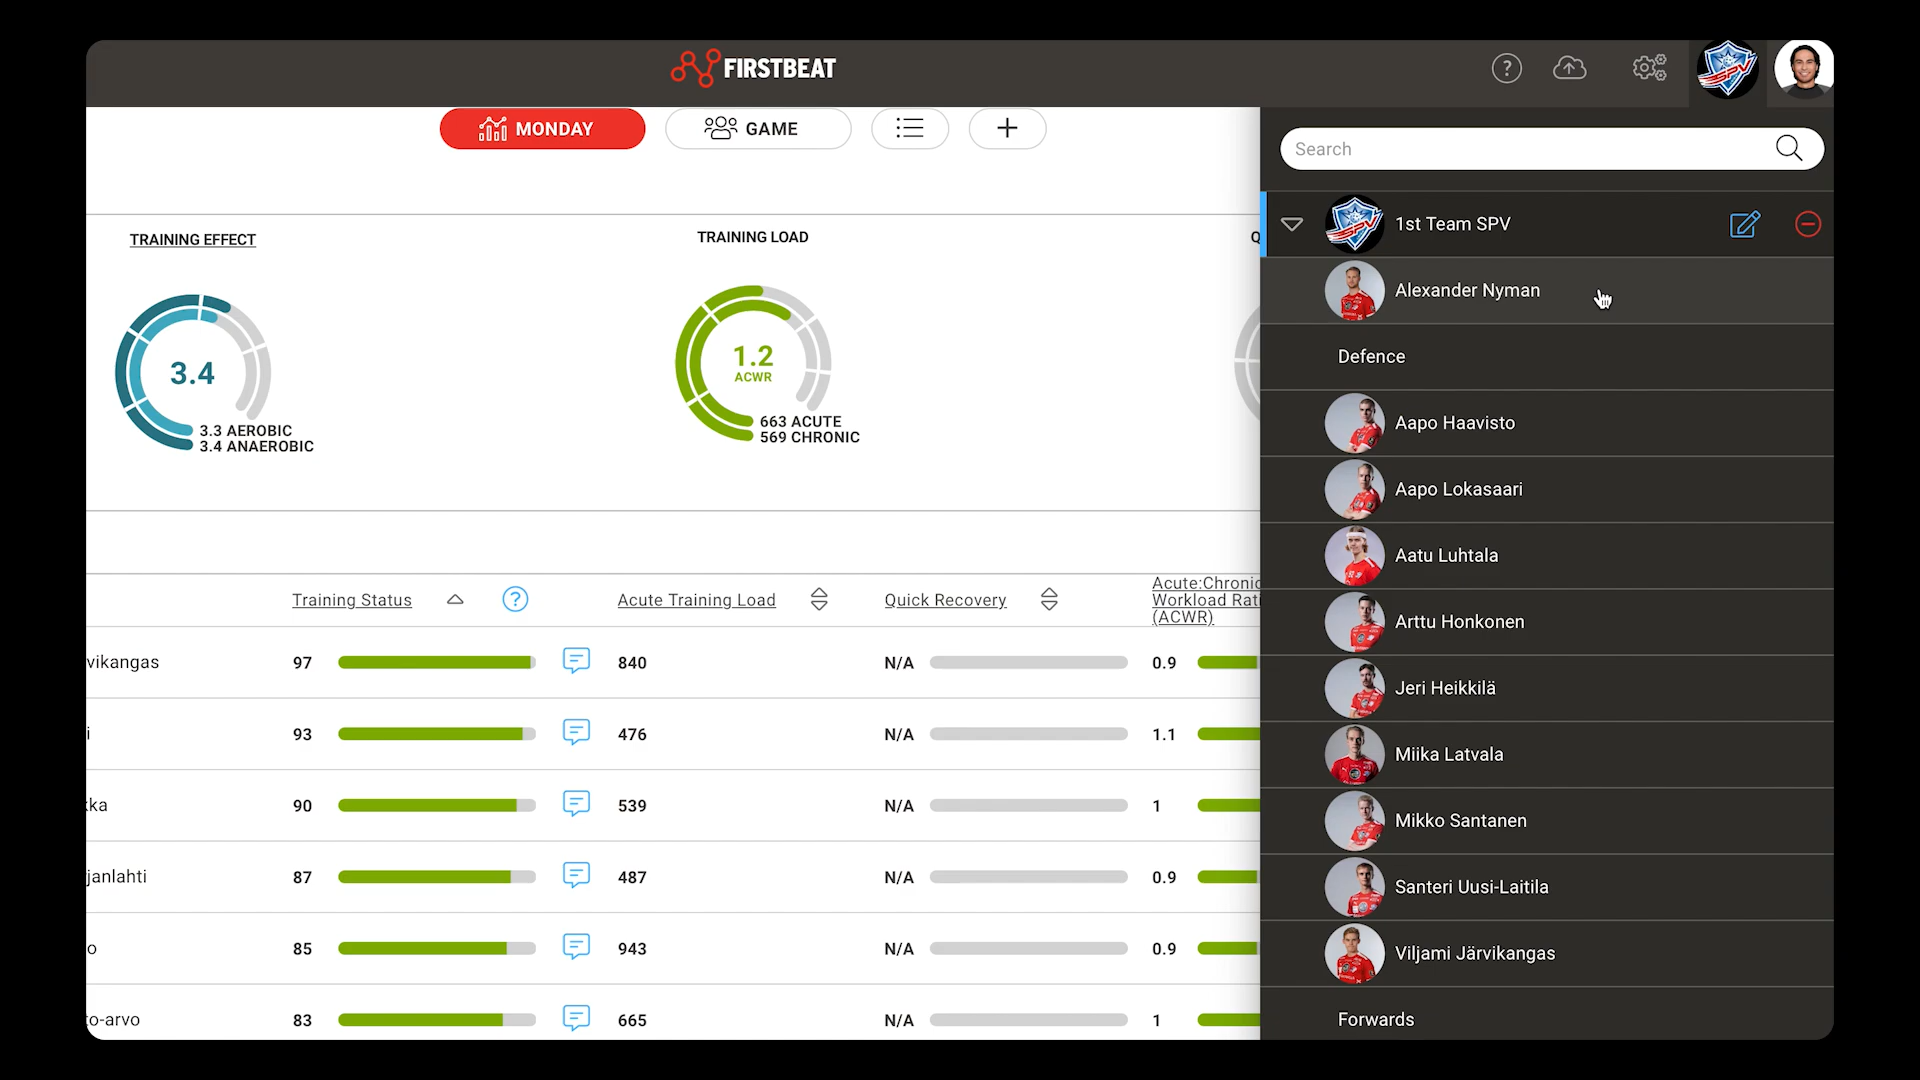 FIRSTBEAT
MONDAY
GAME
TRAINING EFFECT
3.4
3.3 AEROBIC
3.4 ANAEROBIC
TRAINING LOAD
1.2
ACWR
663 ACUTE
569 CHRONIC
Q
Training Status
Acute Training Load
Quick Recovery
Acute:Chronic
Workload Rati
(ACWR)
vikangas 97 840 N/A 0.9
i 93 476 N/A 1.1
kka 90 539 N/A 1
janlahti 87 487 N/A 0.9
o 85 943 N/A 0.9
to-arvo 83 665 N/A 1
SPV
Search
1st Team SPV
Alexander Nyman
Defence
Aapo Haavisto
Aapo Lokasaari
Aatu Luhtala
Arttu Honkonen
Jeri Heikkilä
Miika Latvala
Mikko Santanen
Santeri Uusi-Laitila
Viljami Järvikangas
Forwards